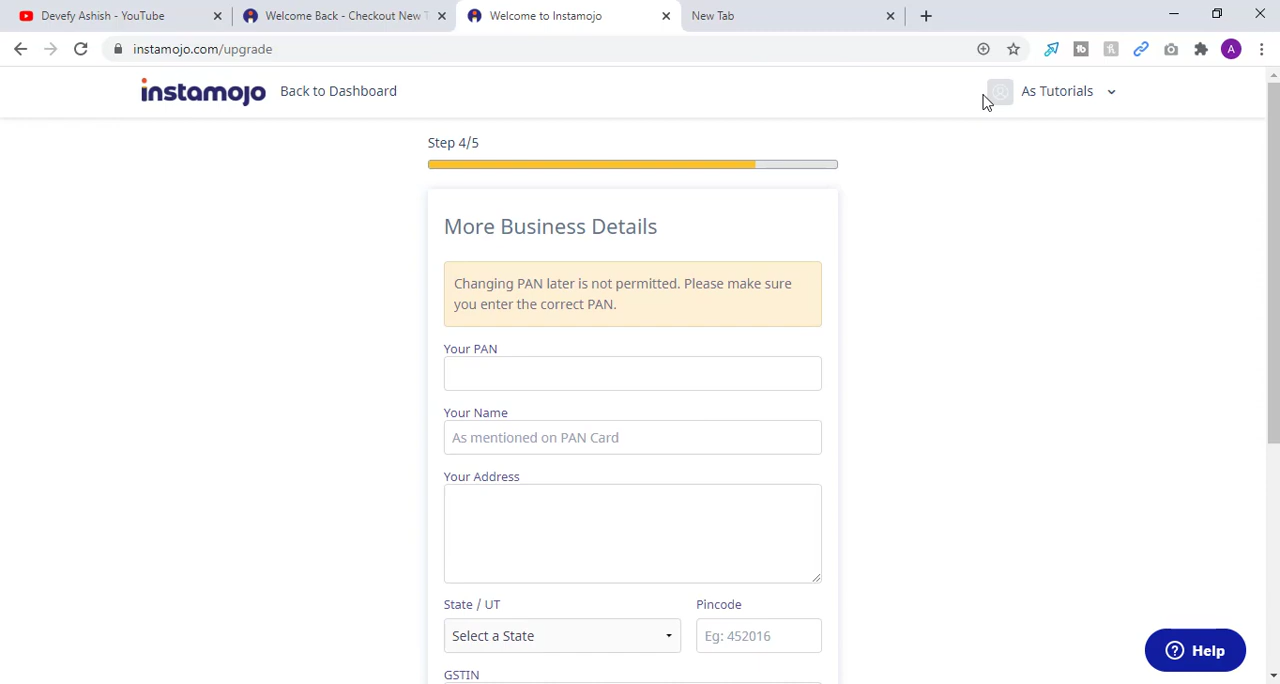 Devefy Ashish - YouTube
Welcome Back - Checkout New T
Welcome to Instamojo
New Tab
instamojo.com/upgrade
A
instamojo
Back to Dashboard
As Tutorials
Step 4/5
More Business Details
Changing PAN later is not permitted. Please make sure
you enter the correct PAN.
Your PAN
Your Name
As mentioned on PAN Card
Your Address
State / UT
Pincode
Select a State
Eg: 452016
GSTIN
? Help